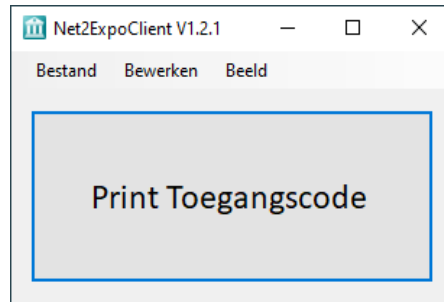 Net2ExpoClient V1.2.1
Bestand Bewerken Beeld
Print Toegangscode